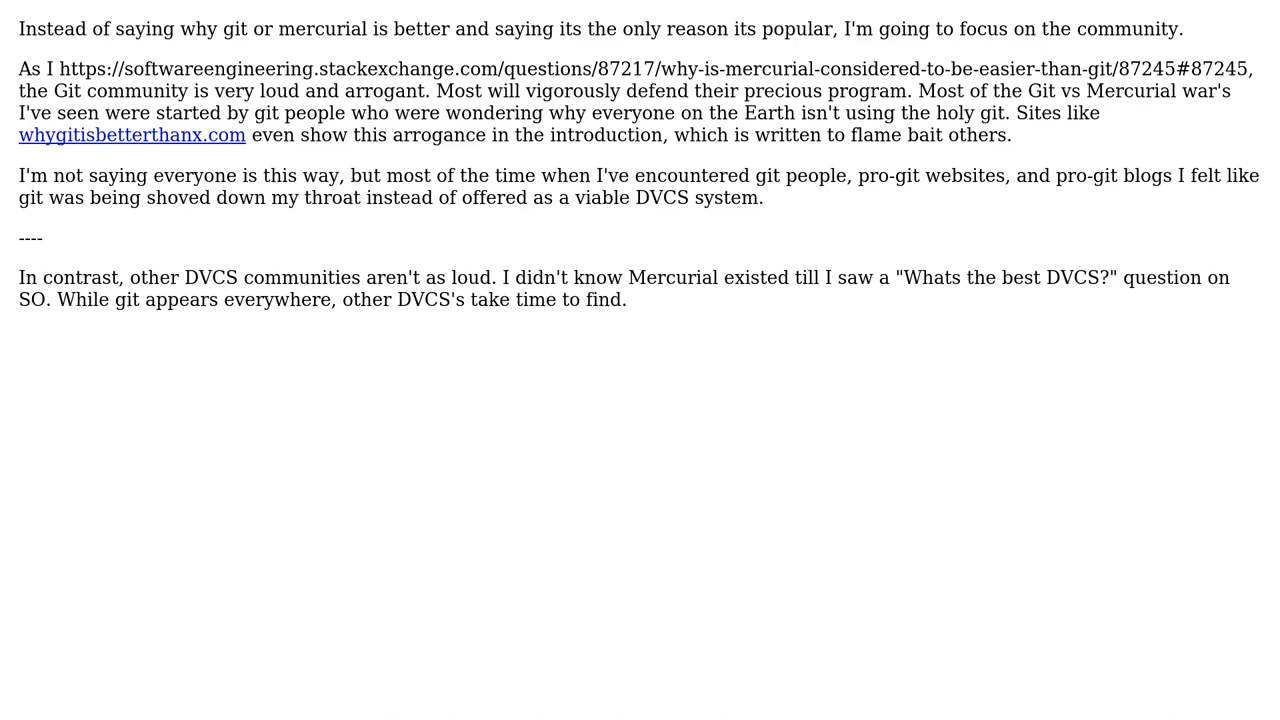 Instead of saying why git or mercurial is better and saying its the only reason its popular, I'm going to focus on the community.
As I https://softwareengineering.stackexchange.com/questions/87217/why-is-mercurial-considered-to-be-easier-than-git/87245#87245,
the Git community is very loud and arrogant. Most will vigorously defend their precious program. Most of the Git vs Mercurial war's
I've seen were started by git people who were wondering why everyone on the Earth isn't using the holy git. Sites like
whygitisbetterthanx.com even show this arrogance in the introduction, which is written to flame bait others.
I'm not saying everyone is this way, but most of the time when I've encountered git people, pro-git websites, and pro-git blogs I felt like
git was being shoved down my throat instead of offered as a viable DVCS system.
----
In contrast, other DVCS communities aren't as loud. I didn't know Mercurial existed till I saw a "Whats the best DVCS?" question on
SO. While git appears everywhere, other DVCS's take time to find.